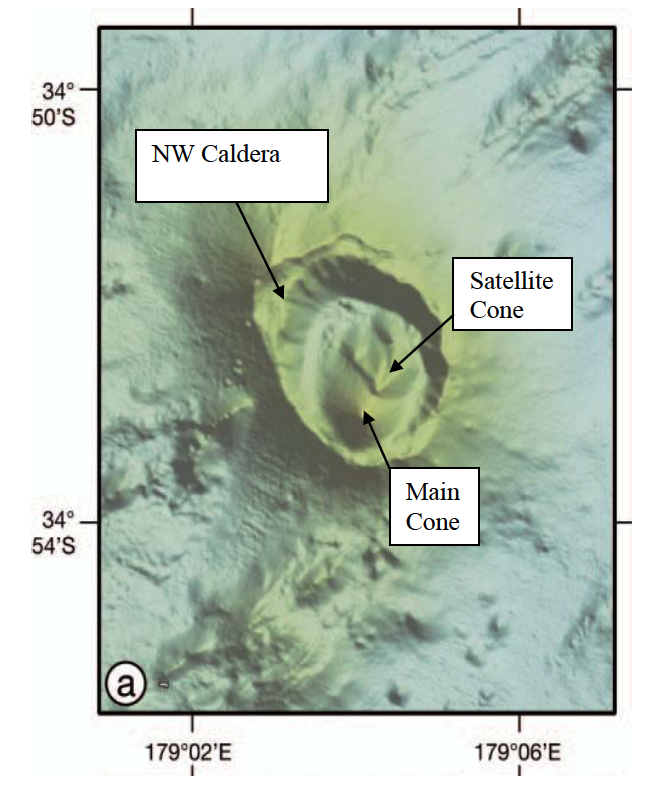 34°
50'S
NW Caldera
Satellite
Cone
Main
Cone
34°
54'S
a
179°02'E
179°06'E